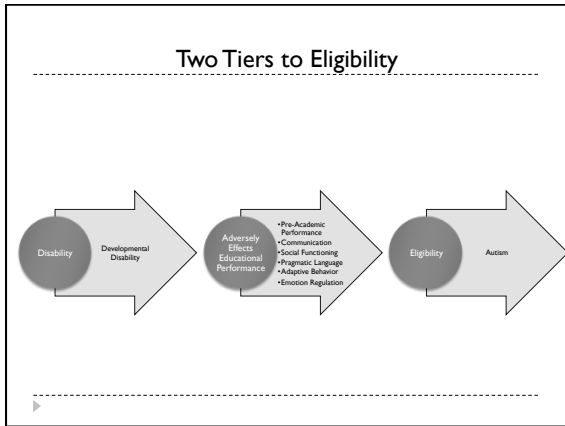 Two Tiers to Eligibility
Disability
Developmental
Disability
Adversely
Effects
Educational
Performance
•Pre-Academic
Performance
•Communication
•Social Functioning
•Pragmatic Language
•Adaptive Behavior
•Emotion Regulation
Eligibility
Autism